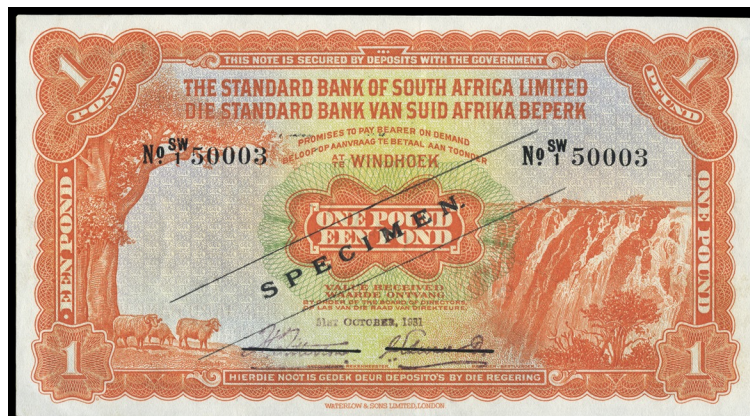 THIS NOTE IS SECURED BY DEPOSITS WITH THE GOVERNMENT
1 POND
1 PFUND
THE STANDARD BANK OF SOUTH AFRICA LIMITED
DIE STANDARD BANK VAN SUID AFRIKA BEPERK
PROMISES TO PAY BEARER ON DEMAND
BELOOF OP AANVRAAG TE BETAAL AAN TOONDER
AT TE WINDHOEK
No SW/1 50003
No SW/1 50003
EEN POND
ONE POUND
ONE POUND
EEN POND
SPECIMEN.
VALUE RECEIVED
WAARDE ONTVANG
BY ORDER OF THE BOARD OF DIRECTORS.
OP LAS VAN DIE RAAD VAN DIREKTEURE.
31ST OCTOBER, 1931
1
1
HIERDIE NOOT IS GEDEK DEUR DEPOSITO'S BY DIE REGERING
WATERLOW & SONS LIMITED, LONDON